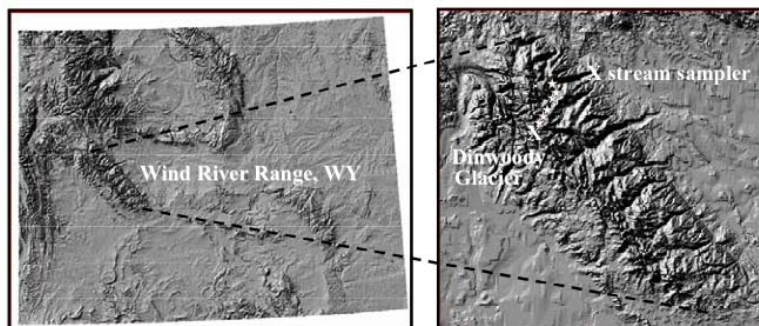 Wind River Range, WY
X stream sampler
X
Dinwoody
Glacier